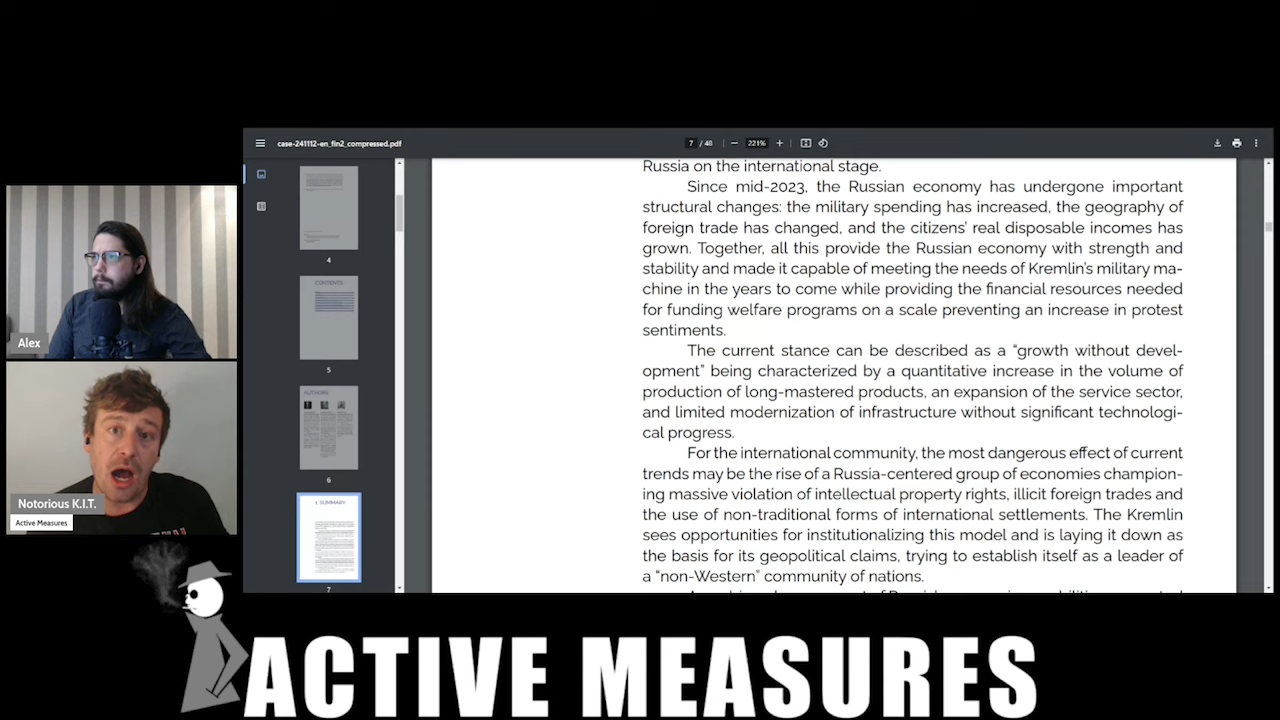 case-241112-en_fin2_compressed.pdf
7 / 48
221%
4
CONTENTS
5
AUTHORS
6
1. SUMMARY
7
Russia on the international stage.
Since mid-2023, the Russian economy has undergone important
structural changes: the military spending has increased, the geography of
foreign trade has changed, and the citizens' real disposable incomes has
grown. Together, all this provide the Russian economy with strength and
stability and made it capable of meeting the needs of Kremlin's military ma-
chine in the years to come while providing the financial resources needed
for funding welfare programs on a scale preventing an increase in protest
sentiments.
The current stance can be described as a “growth without devel-
opment” being characterized by a quantitative increase in the volume of
production of long-mastered products, an expansion of the service sector,
and limited modernization of infrastructure without significant technologi-
cal progress.
For the international community, the most dangerous effect of current
trends may be the rise of a Russia-centered group of economies champion-
ing massive violation of intellectual property rights, illicit foreign trades and
the use of non-traditional forms of international settlements. The Kremlin
sees opportunities for institutionalizing this model and is laying it down as
the basis for its geopolitical claims, trying to establish itself as a leader of
a “non-Western” community of nations.
Alex
Notorious K.I.T.
Active Measures
ACTIVE MEASURES